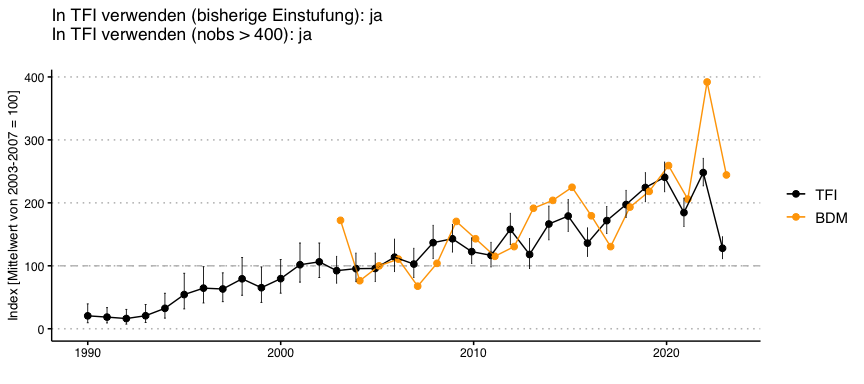 In TFI verwenden (bisherige Einstufung): ja
In TFI verwenden (nobs > 400): ja
Index [Mittelwert von 2003-2007 = 100]
400
300
200
100
0
1990
2000
2010
2020
TFI
BDM